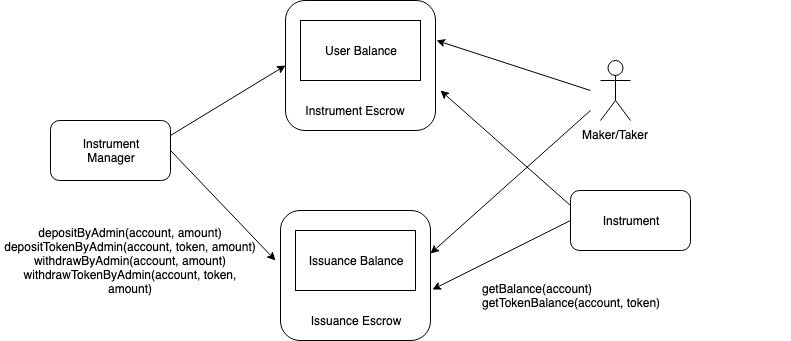 User Balance
Instrument Escrow
Instrument
Manager
Maker/Taker
Instrument
depositByAdmin(account, amount)
depositTokenByAdmin(account, token, amount)
withdrawByAdmin(account, amount)
withdrawTokenByAdmin(account, token,
amount)
Issuance Balance
Issuance Escrow
getBalance(account)
getTokenBalance(account, token)